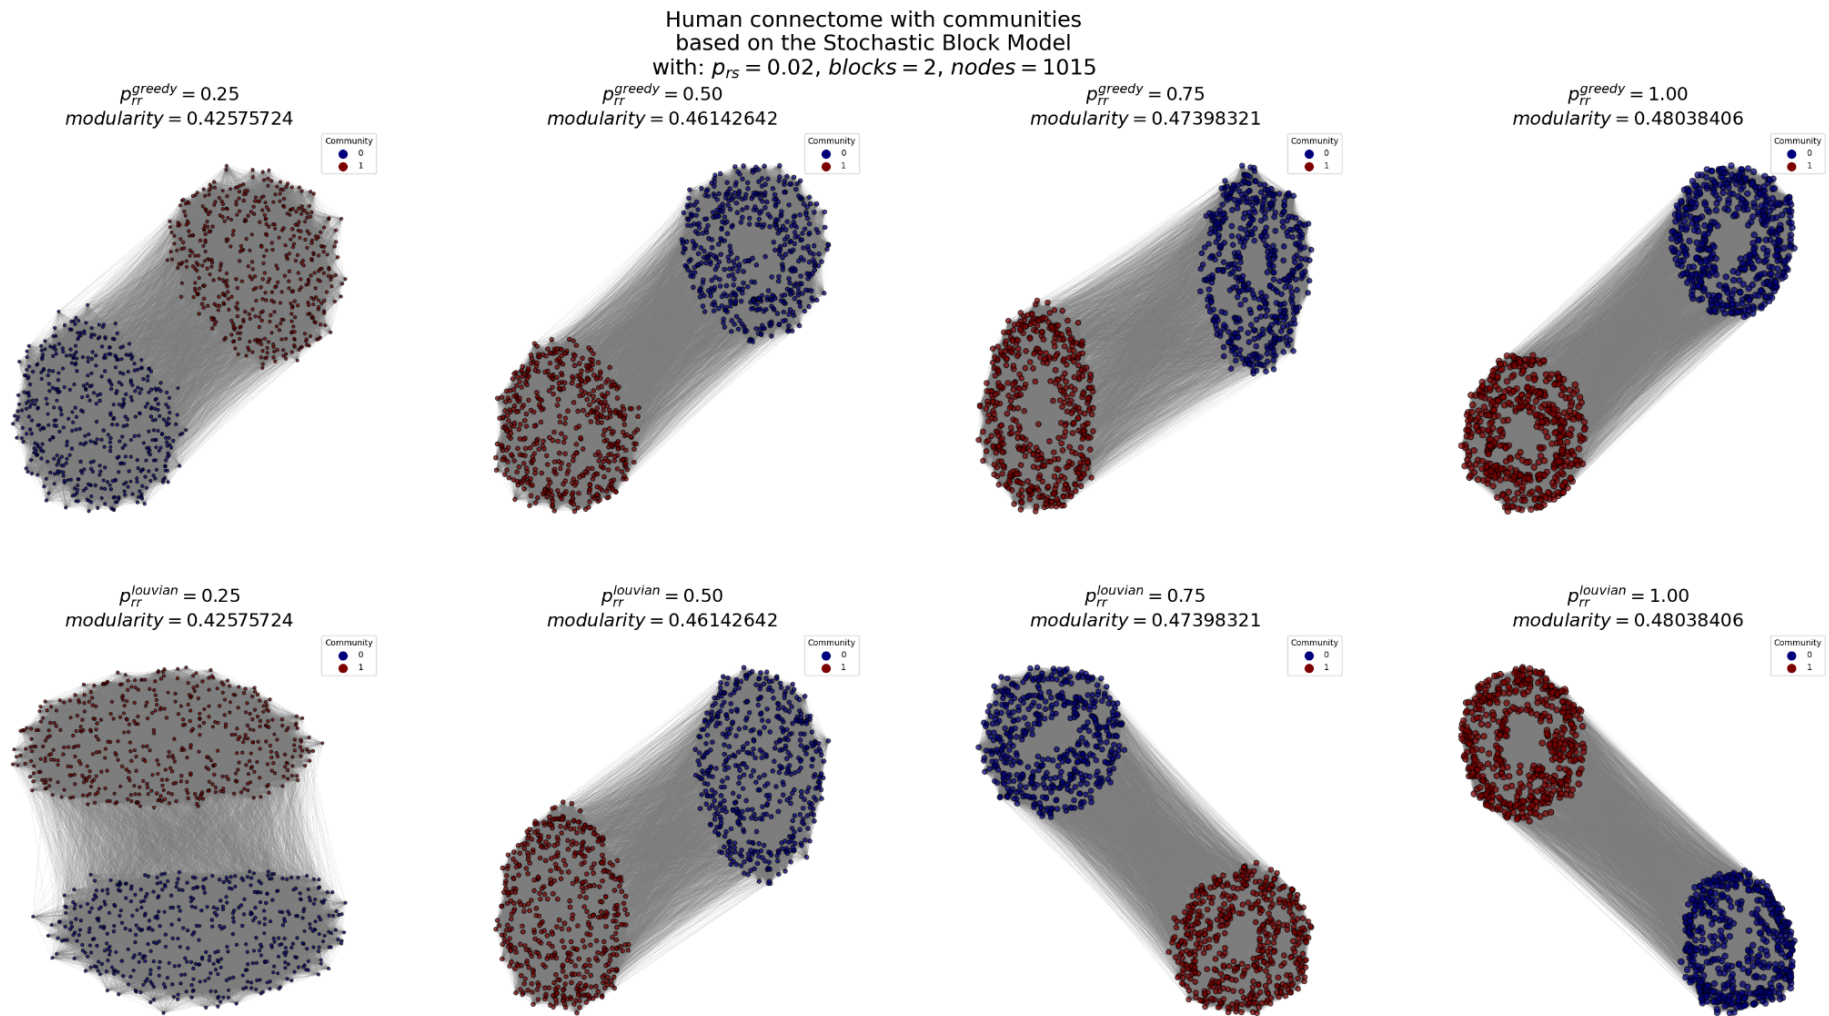 Human connectome with communities
based on the Stochastic Block Model
with: p_rs = 0.02, blocks = 2, nodes = 1015
p_rr^greedy = 0.25
modularity = 0.42575724
Community
0
1
p_rr^greedy = 0.50
modularity = 0.46142642
Community
0
1
p_rr^greedy = 0.75
modularity = 0.47398321
Community
0
1
p_rr^greedy = 1.00
modularity = 0.48038406
Community
0
1
p_rr^louvian = 0.25
modularity = 0.42575724
Community
0
1
p_rr^louvian = 0.50
modularity = 0.46142642
Community
0
1
p_rr^louvian = 0.75
modularity = 0.47398321
Community
0
1
p_rr^louvian = 1.00
modularity = 0.48038406
Community
0
1